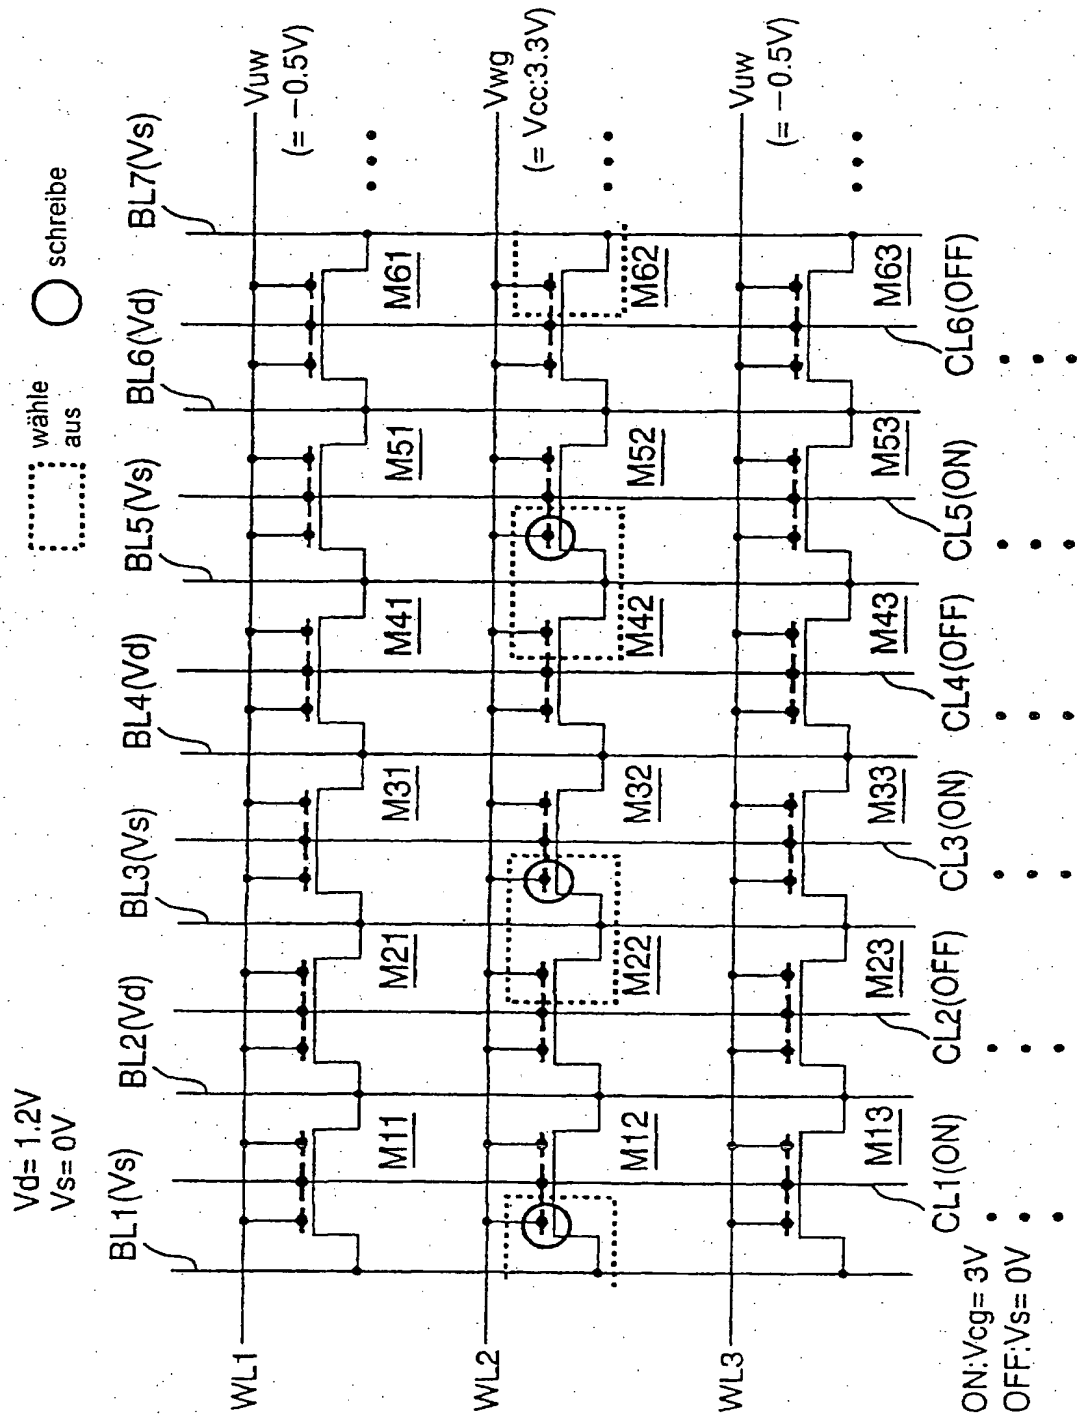 wähle
aus
schreibe
Vd= 1.2V
Vs= 0V
BL1(Vs)
BL2(Vd)
BL3(Vs)
BL4(Vd)
BL5(Vs)
BL6(Vd)
BL7(Vs)
WL1
Vuw
(= −0.5V)
M11
M21
M31
M41
M51
M61
WL2
Vwg
(= Vcc:3.3V)
M12
M22
M32
M42
M52
M62
WL3
Vuw
(= −0.5V)
M13
M23
M33
M43
M53
M63
CL1(ON)
CL2(OFF)
CL3(ON)
CL4(OFF)
CL5(ON)
CL6(OFF)
ON:Vcg= 3V
OFF:Vs= 0V